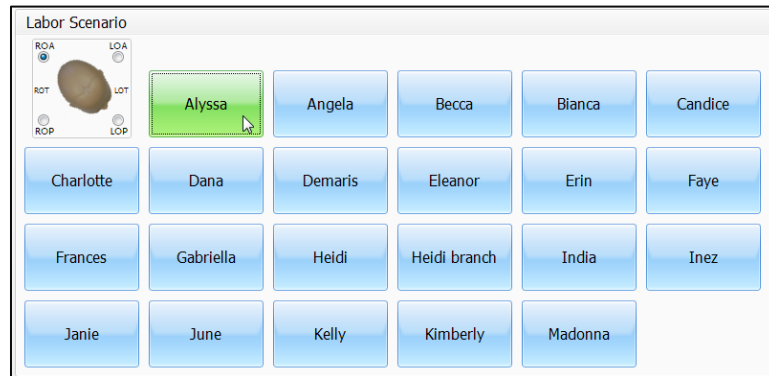 Labor Scenario
ROA LOA
ROT LOT
ROP LOP
Alyssa Angela Becca Bianca Candice
Charlotte Dana Demaris Eleanor Erin Faye
Frances Gabriella Heidi Heidi branch India Inez
Janie June Kelly Kimberly Madonna